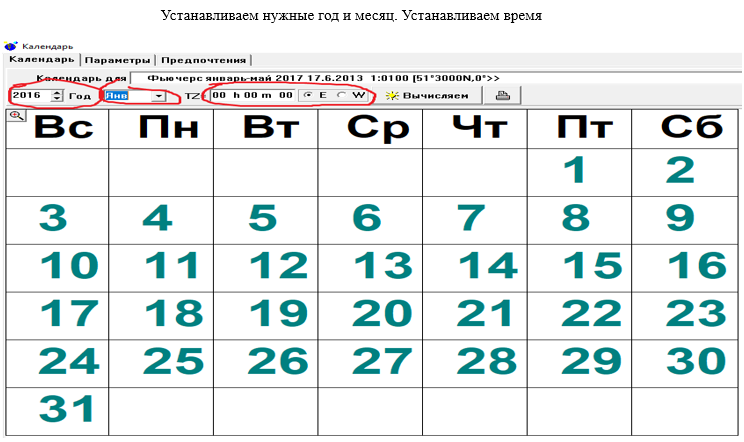 Устанавливаем нужные год и месяц. Устанавливаем время
Календарь
Календарь Параметры Предпочтения
Календарь для Фьючерс январь-май 2017 17.6.2013 1:0100 [51°3000N,0°>>
2016 Год Янв TZ: 00 h 00 m 00 E W Вычисляем
Вс Пн Вт Ср Чт Пт Сб
1 2
3 4 5 6 7 8 9
10 11 12 13 14 15 16
17 18 19 20 21 22 23
24 25 26 27 28 29 30
31